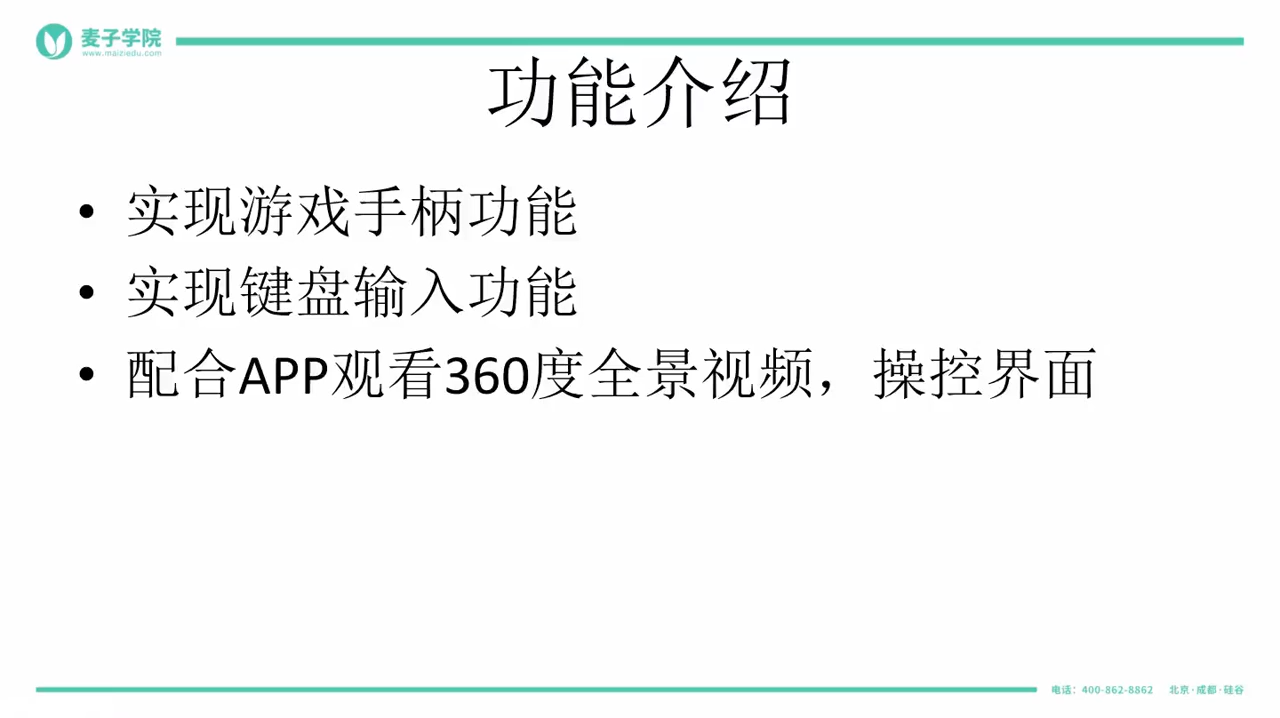 麦子学院
www.maiziedu.com
功能介绍
• 实现游戏手柄功能
• 实现键盘输入功能
• 配合APP观看360度全景视频，操控界面
电话：400-862-8862 北京·成都·硅谷